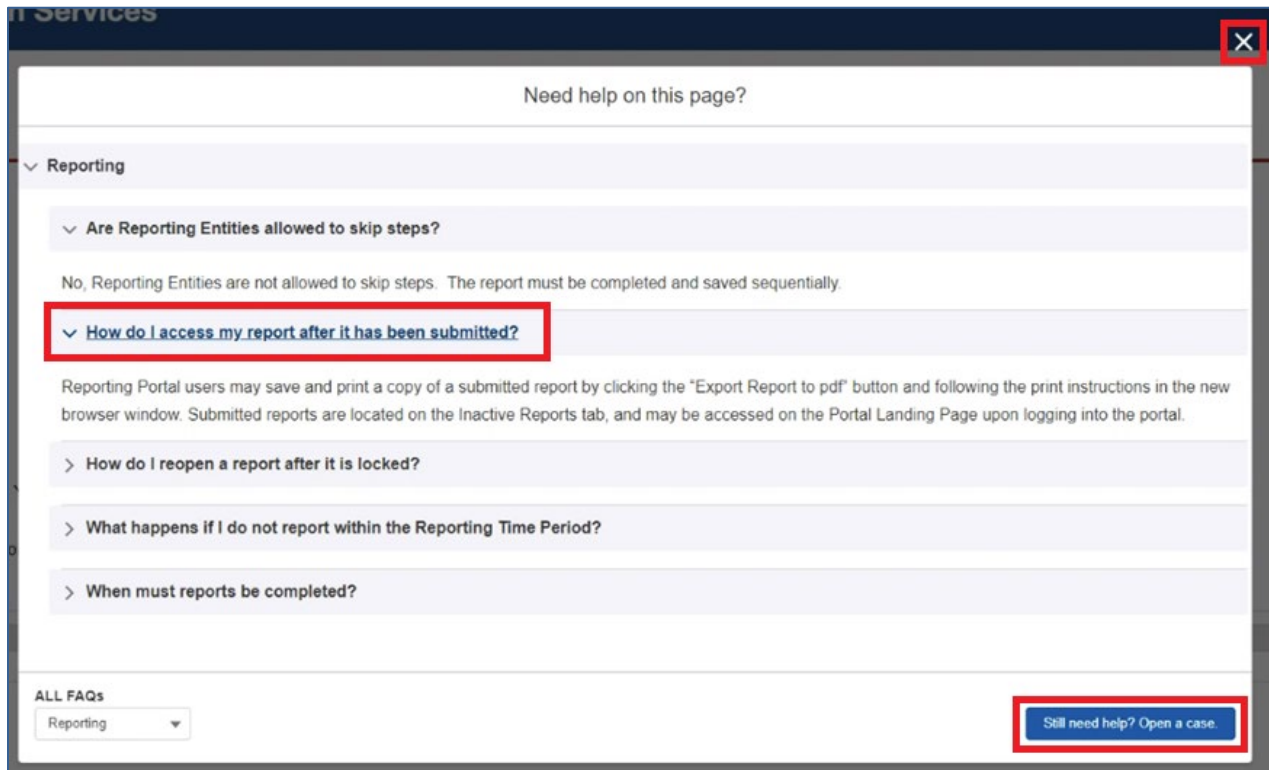 n Services
Need help on this page?
Reporting
Are Reporting Entities allowed to skip steps?
No, Reporting Entities are not allowed to skip steps. The report must be completed and saved sequentially.
How do I access my report after it has been submitted?
Reporting Portal users may save and print a copy of a submitted report by clicking the “Export Report to pdf” button and following the print instructions in the new
browser window. Submitted reports are located on the Inactive Reports tab, and may be accessed on the Portal Landing Page upon logging into the portal.
How do I reopen a report after it is locked?
What happens if I do not report within the Reporting Time Period?
When must reports be completed?
ALL FAQs
Reporting
Still need help? Open a case.